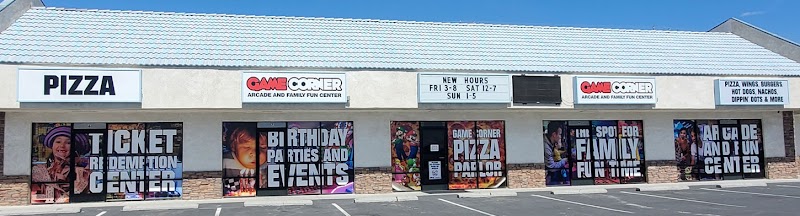 PIZZA
GAME CORNER
ARCADE AND FAMILY FUN CENTER
NEW HOURS
FRI 3-8 SAT 12-7
SUN 1-5
GAME CORNER
ARCADE AND FAMILY FUN CENTER
PIZZA, WINGS, BURGERS,
HOT DOGS, NACHOS,
DIPPIN' DOTS & MORE
TICKET
REDEMPTION
CENTER
BIRTHDAY
PARTIES AND
EVENTS
GAME CORNER
PIZZA
THE SPOT FOR
FAMILY
FUN TIME
ARCADE
AND FUN
CENTER